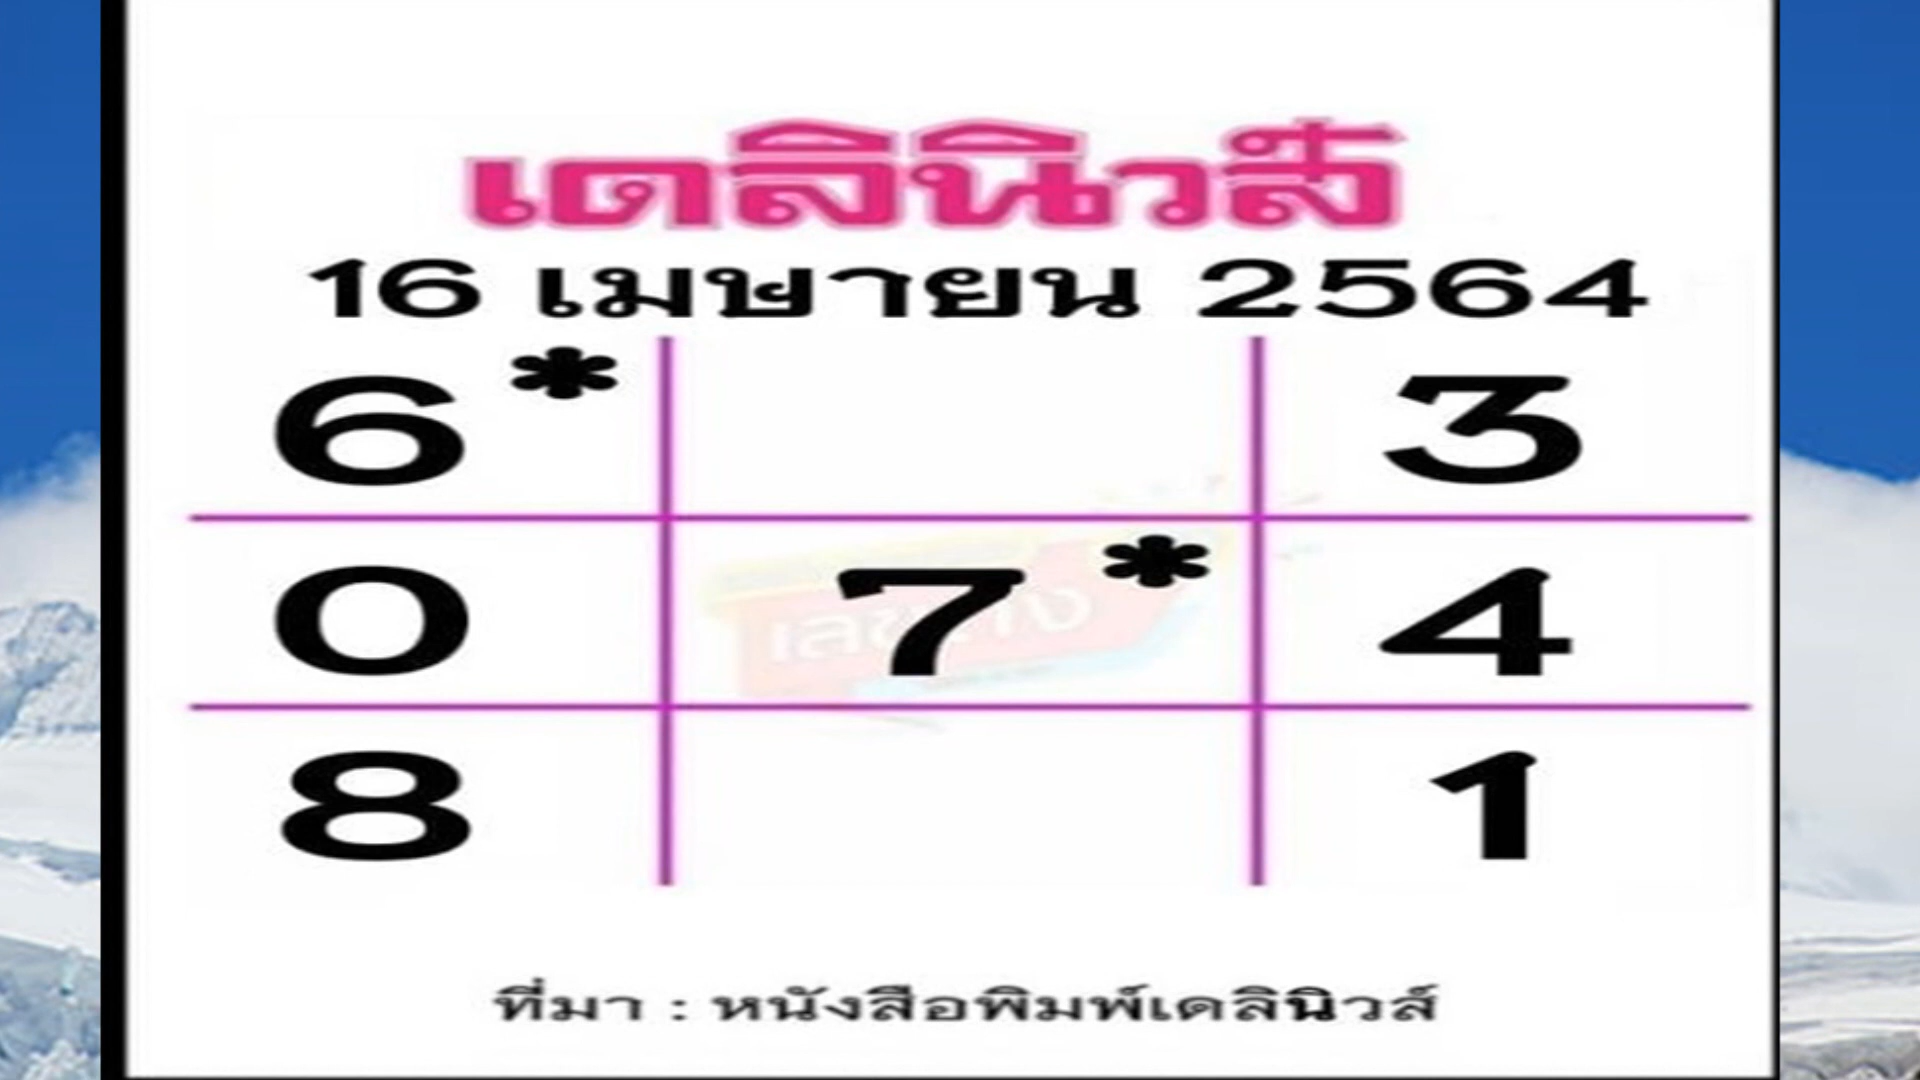 เดลินิวส์
16 เมษายน 2564
6* 3
0 7* 4
8 1
ที่มา : หนังสือพิมพ์เดลินิวส์